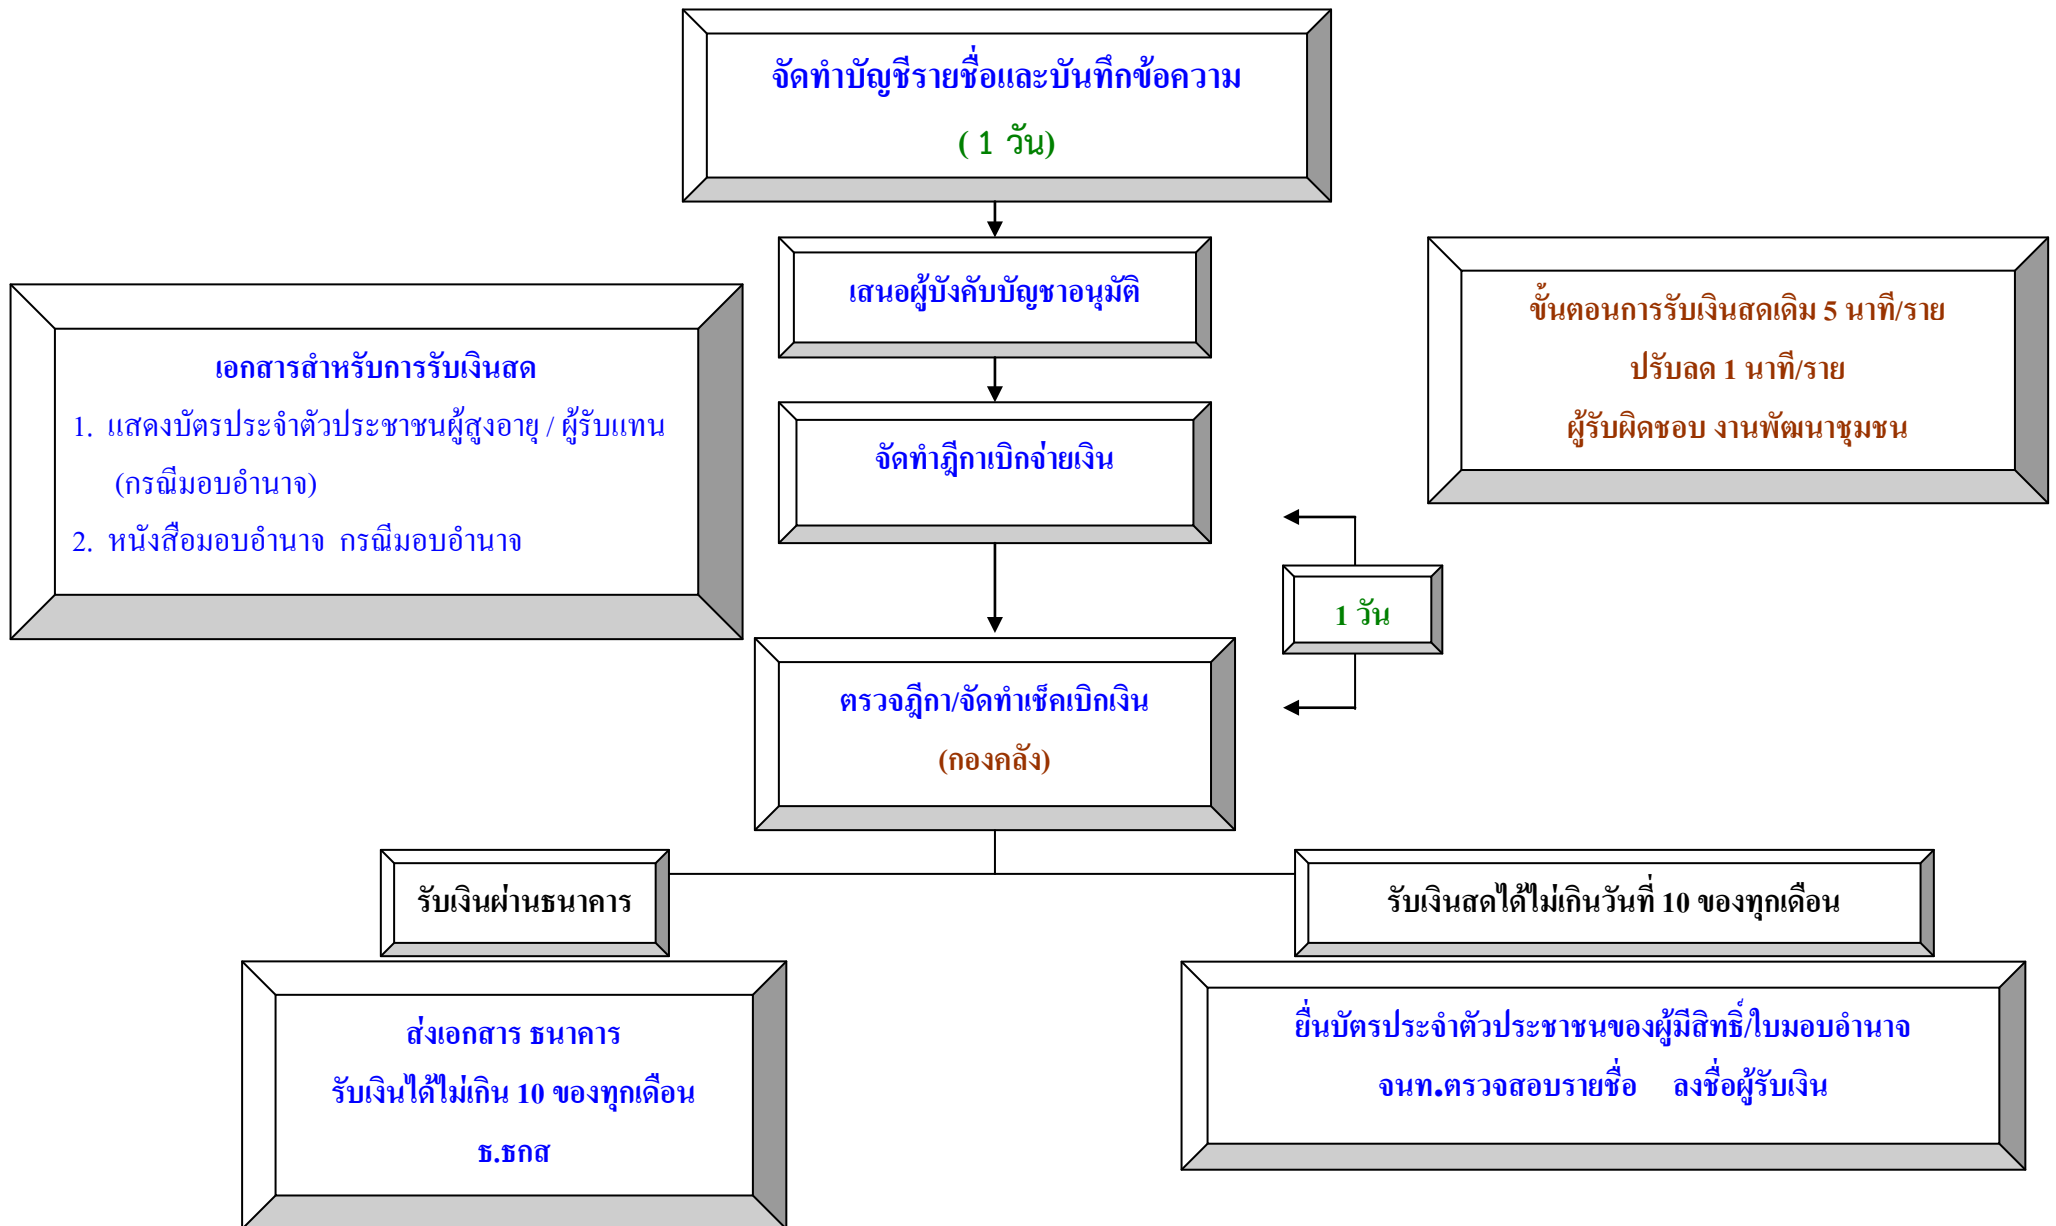 จัดทำบัญชีรายชื่อและบันทึกข้อความ
( 1 วัน)
เสนอผู้บังคับบัญชาอนุมัติ
ขั้นตอนการรับเงินสดเดิม 5 นาที/ราย
ปรับลด 1 นาที/ราย
ผู้รับผิดชอบ งานพัฒนาชุมชน
เอกสารสำหรับการรับเงินสด
1. แสดงบัตรประจำตัวประชาชนผู้สูงอายุ / ผู้รับแทน
(กรณีมอบอำนาจ)
2. หนังสือมอบอำนาจ กรณีมอบอำนาจ
จัดทำฎีกาเบิกจ่ายเงิน
1 วัน
ตรวจฎีกา/จัดทำเช็คเบิกเงิน
(กองคลัง)
รับเงินผ่านธนาคาร
รับเงินสดได้ไม่เกินวันที่ 10 ของทุกเดือน
ส่งเอกสาร ธนาคาร
รับเงินได้ไม่เกิน 10 ของทุกเดือน
ธ.ธกส
ยื่นบัตรประจำตัวประชาชนของผู้มีสิทธิ์/ใบมอบอำนาจ
จนท.ตรวจสอบรายชื่อ ลงชื่อผู้รับเงิน